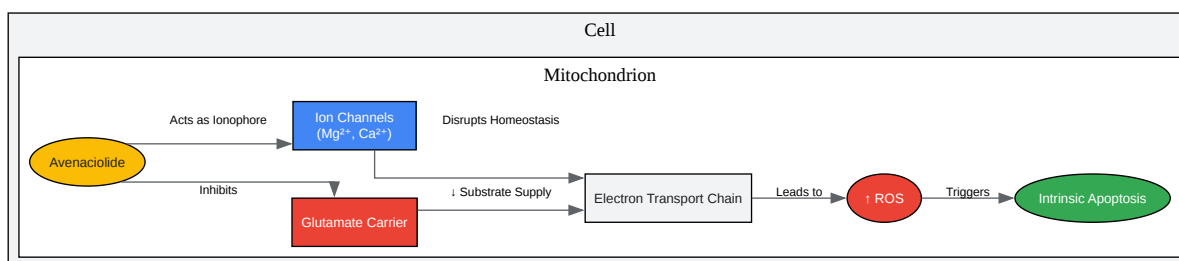 Cell
Mitochondrion
Acts as Ionophore
Ion Channels
(Mg²⁺, Ca²⁺)
Disrupts Homeostasis
Avenaciolide
Inhibits
Glutamate Carrier
↓ Substrate Supply
Electron Transport Chain
Leads to
↑ ROS
Triggers
Intrinsic Apoptosis